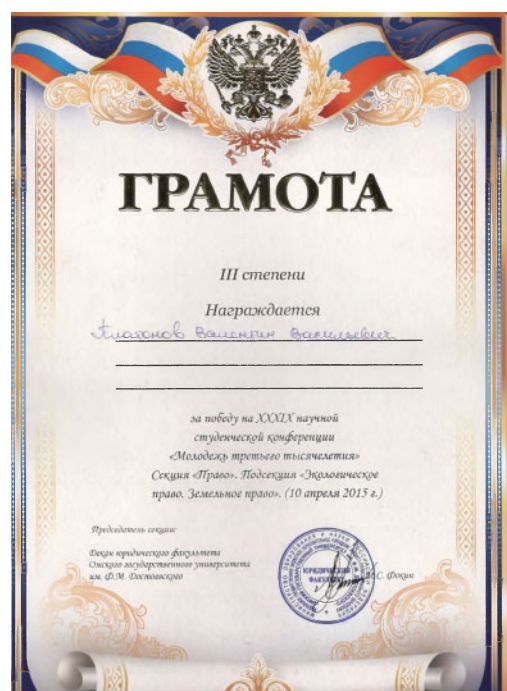 ГРАМОТА
III степени
Награждается
Платонов Валентин Васильевич
за победу на XXXIX научной
студенческой конференции
«Молодежь третьего тысячелетия»
Секция «Право». Подсекция «Экологическое
право. Земельное право». (10 апреля 2015 г.)
Председатель секции:
Декан юридического факультета
Омского государственного университета
им. Ф.М. Достоевского
ЮРИДИЧЕСКИЙ
ФАКУЛЬТЕТ
М.С. Фокин